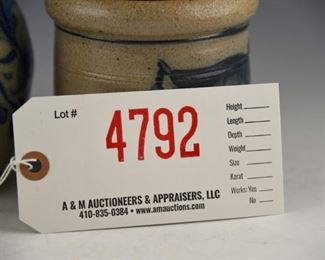 Lot #
4792
Height
Length
Depth
Weight
Size
Karat
Works: Yes
No
A & M AUCTIONEERS & APPRAISERS, LLC
410-835-0384 • www.amauctions.com